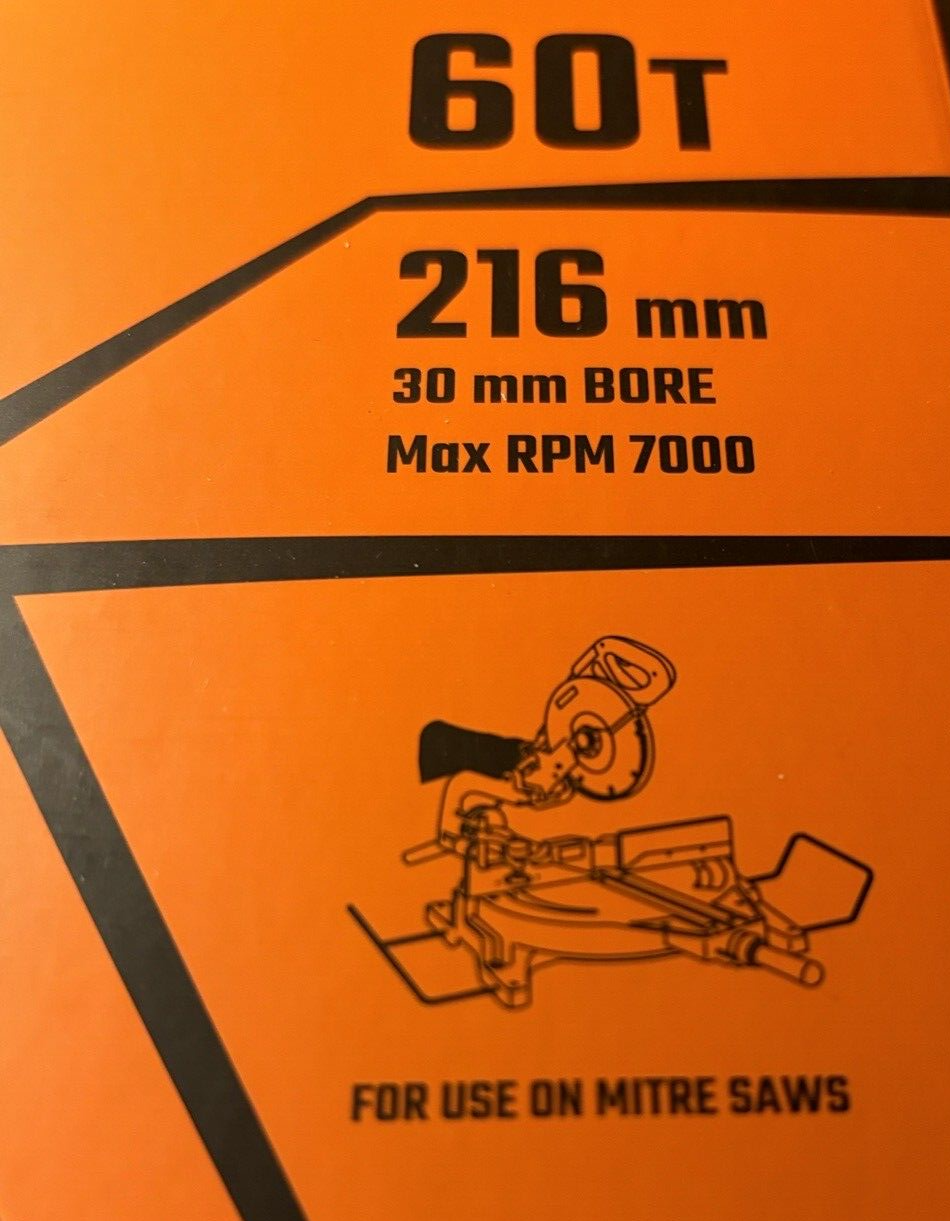 60T
216 mm
30 mm BORE
Max RPM 7000
FOR USE ON MITRE SAWS